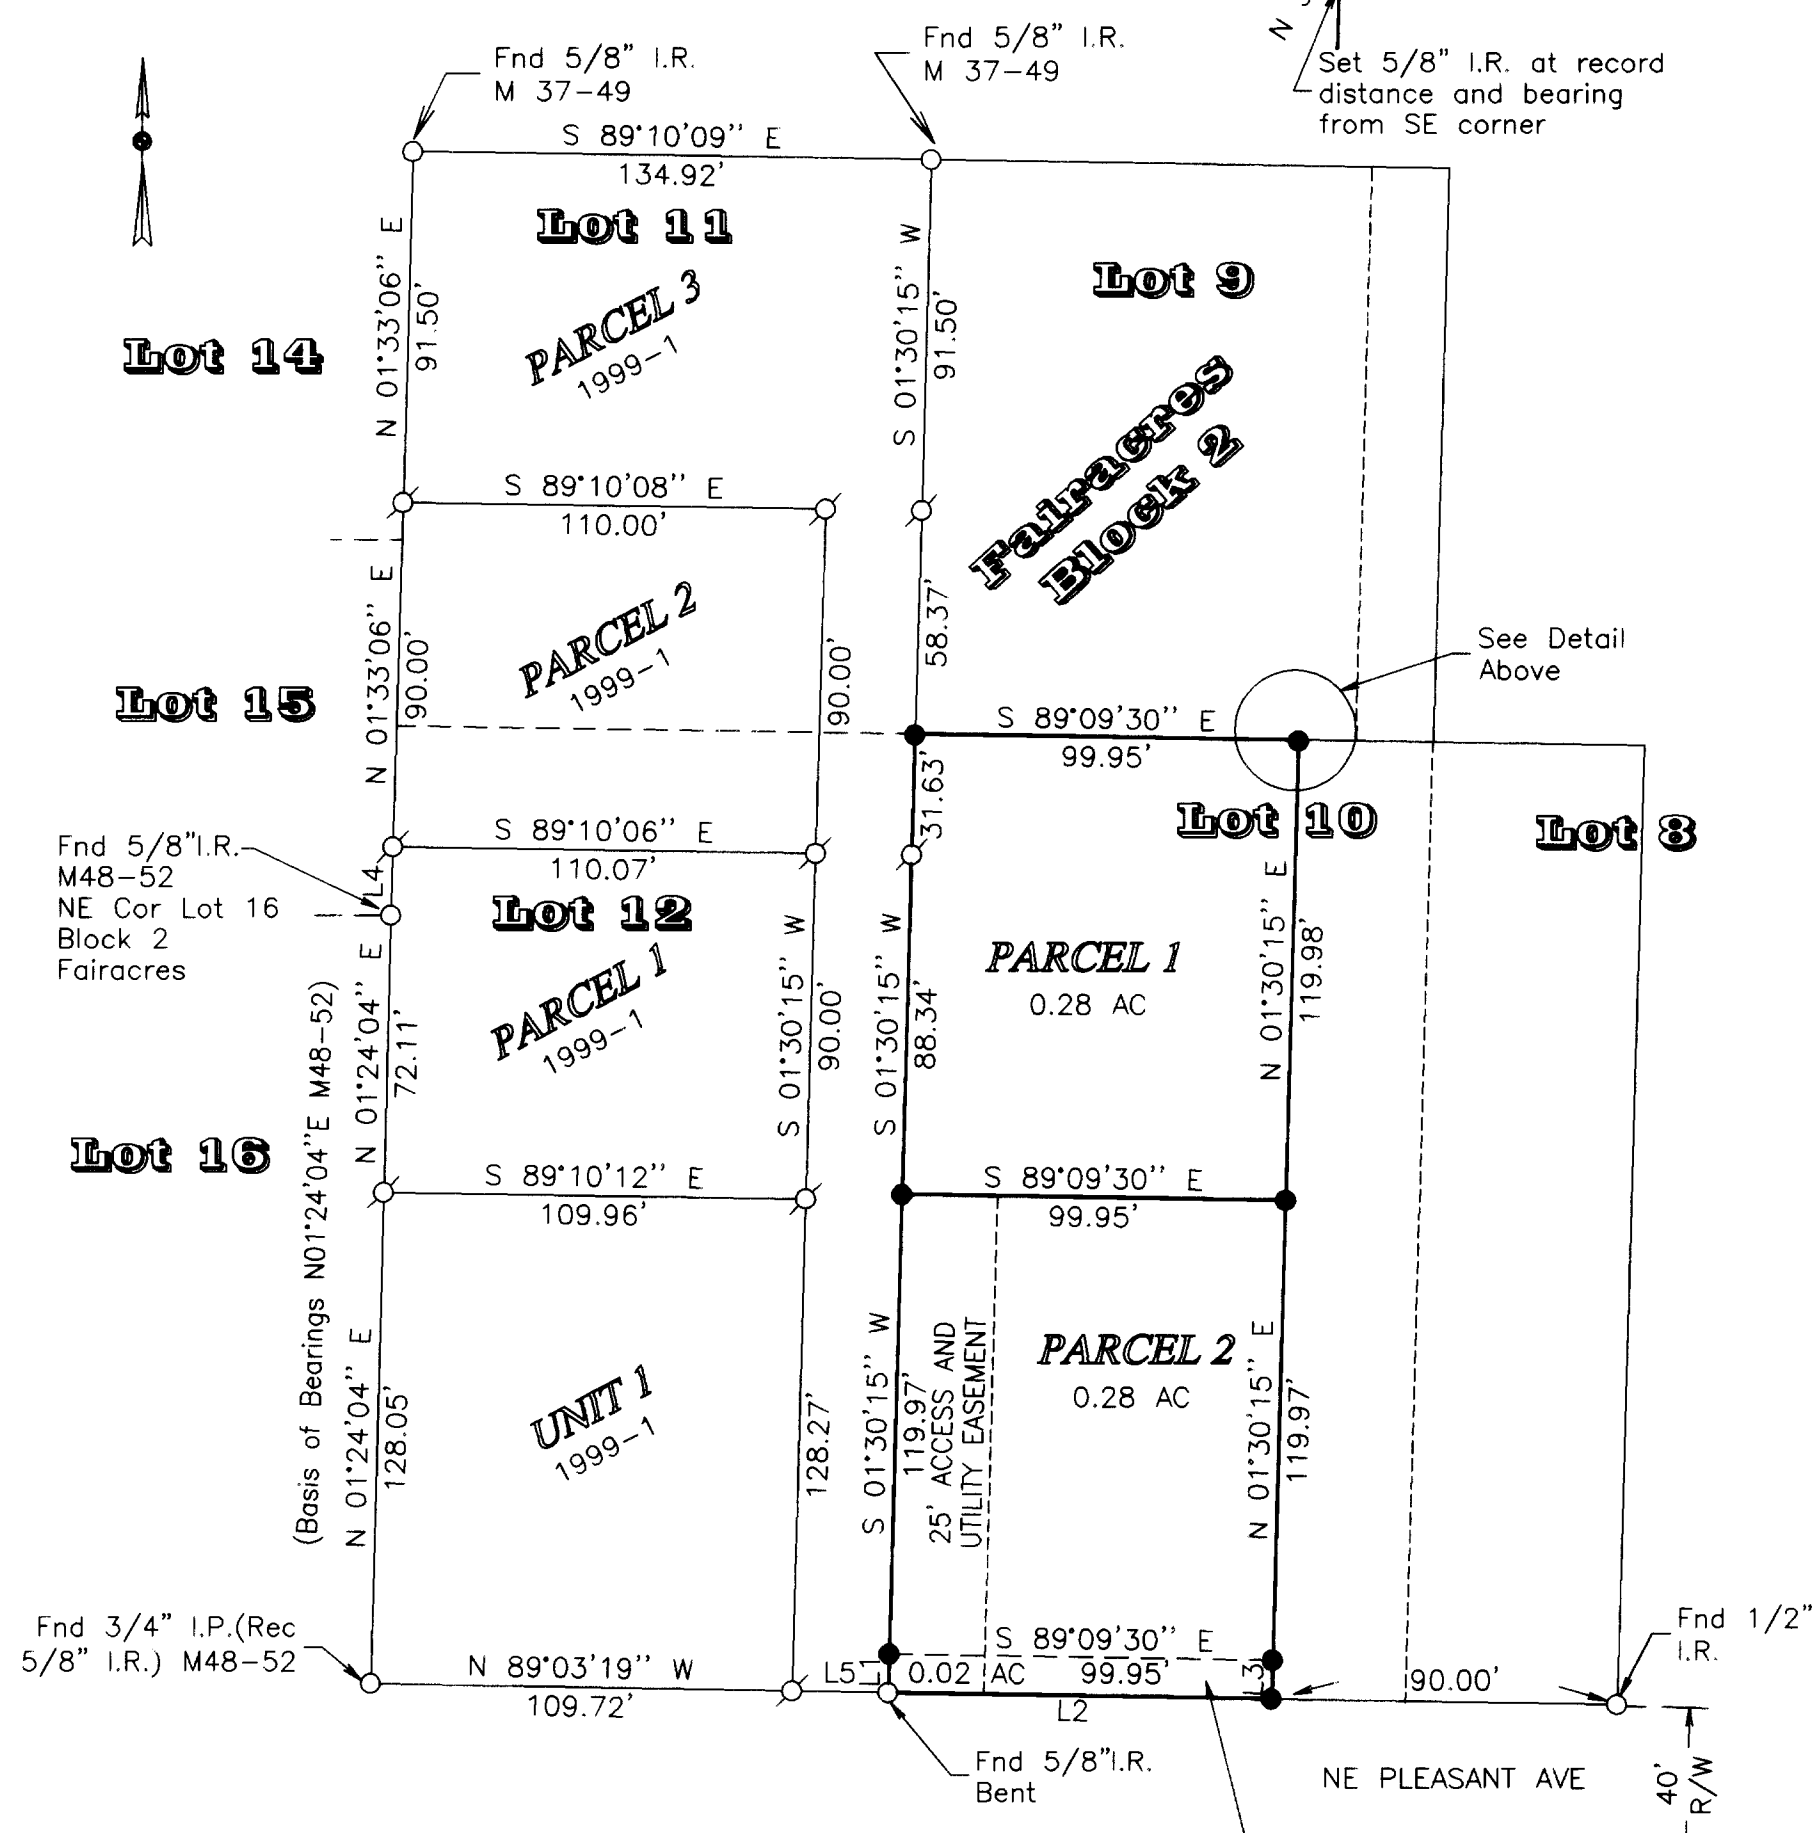 Fnd 5/8" I.R.
M 37-49
Fnd 5/8" I.R.
M 37-49
N
Set 5/8" I.R. at record
distance and bearing
from SE corner
S 89°10'09" E
134.92'
Lot 11
PARCEL 3
1999-1
N 01°33'06" E
91.50'
S 01°30'15" W
91.50'
Lot 9
Lot 14
Fairacres
Block 2
S 89°10'08" E
110.00'
58.37'
N 01°33'06" E
90.00'
PARCEL 2
1999-1
90.00'
See Detail
Above
Lot 15
S 89°09'30" E
99.95'
31.63'
Lot 10
Lot 8
S 89°10'06" E
110.07'
Fnd 5/8"I.R.
M48-52
NE Cor Lot 16
Block 2
Fairacres
L4
Lot 12
PARCEL 1
1999-1
N 01°24'04" E
72.11'
S 01°30'15" W
90.00'
S 01°30'15" W
88.34'
PARCEL 1
0.28 AC
N 01°30'15" E
119.98'
(Basis of Bearings N01°24'04"E M48-52)
Lot 16
S 89°10'12" E
109.96'
S 89°09'30" E
99.95'
N 01°24'04" E
128.05'
UNIT 1
1999-1
128.27'
S 01°30'15" W
119.97'
25' ACCESS AND
UTILITY EASEMENT
PARCEL 2
0.28 AC
N 01°30'15" E
119.97'
Fnd 3/4" I.P.(Rec
5/8" I.R.) M48-52
N 89°03'19" W
109.72'
L5
L1
S 89°09'30" E
0.02 AC
99.95'
L3
L2
90.00'
Fnd 1/2"
I.R.
Fnd 5/8"I.R.
Bent
NE PLEASANT AVE
40'
R/W